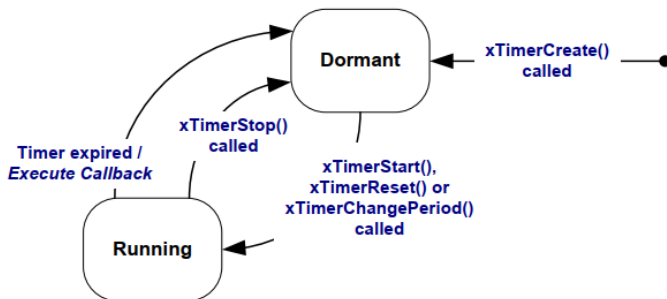 Dormant
xTimerCreate()
called
xTimerStop()
called
Timer expired /
Execute Callback
xTimerStart(),
xTimerReset() or
xTimerChangePeriod()
called
Running